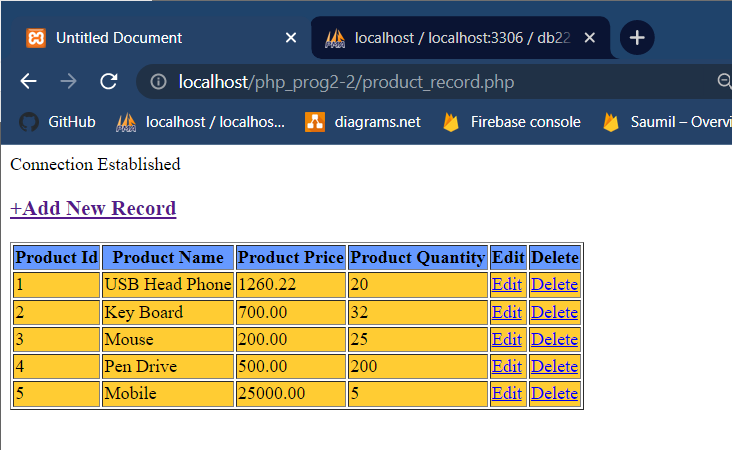 Untitled Document
localhost / localhost:3306 / db22
localhost/php_prog2-2/product_record.php
GitHub localhost / localhos... diagrams.net Firebase console Saumil – Overvi
Connection Established
+Add New Record
Product Id Product Name Product Price Product Quantity Edit Delete
1 USB Head Phone 1260.22 20 Edit Delete
2 Key Board 700.00 32 Edit Delete
3 Mouse 200.00 25 Edit Delete
4 Pen Drive 500.00 200 Edit Delete
5 Mobile 25000.00 5 Edit Delete